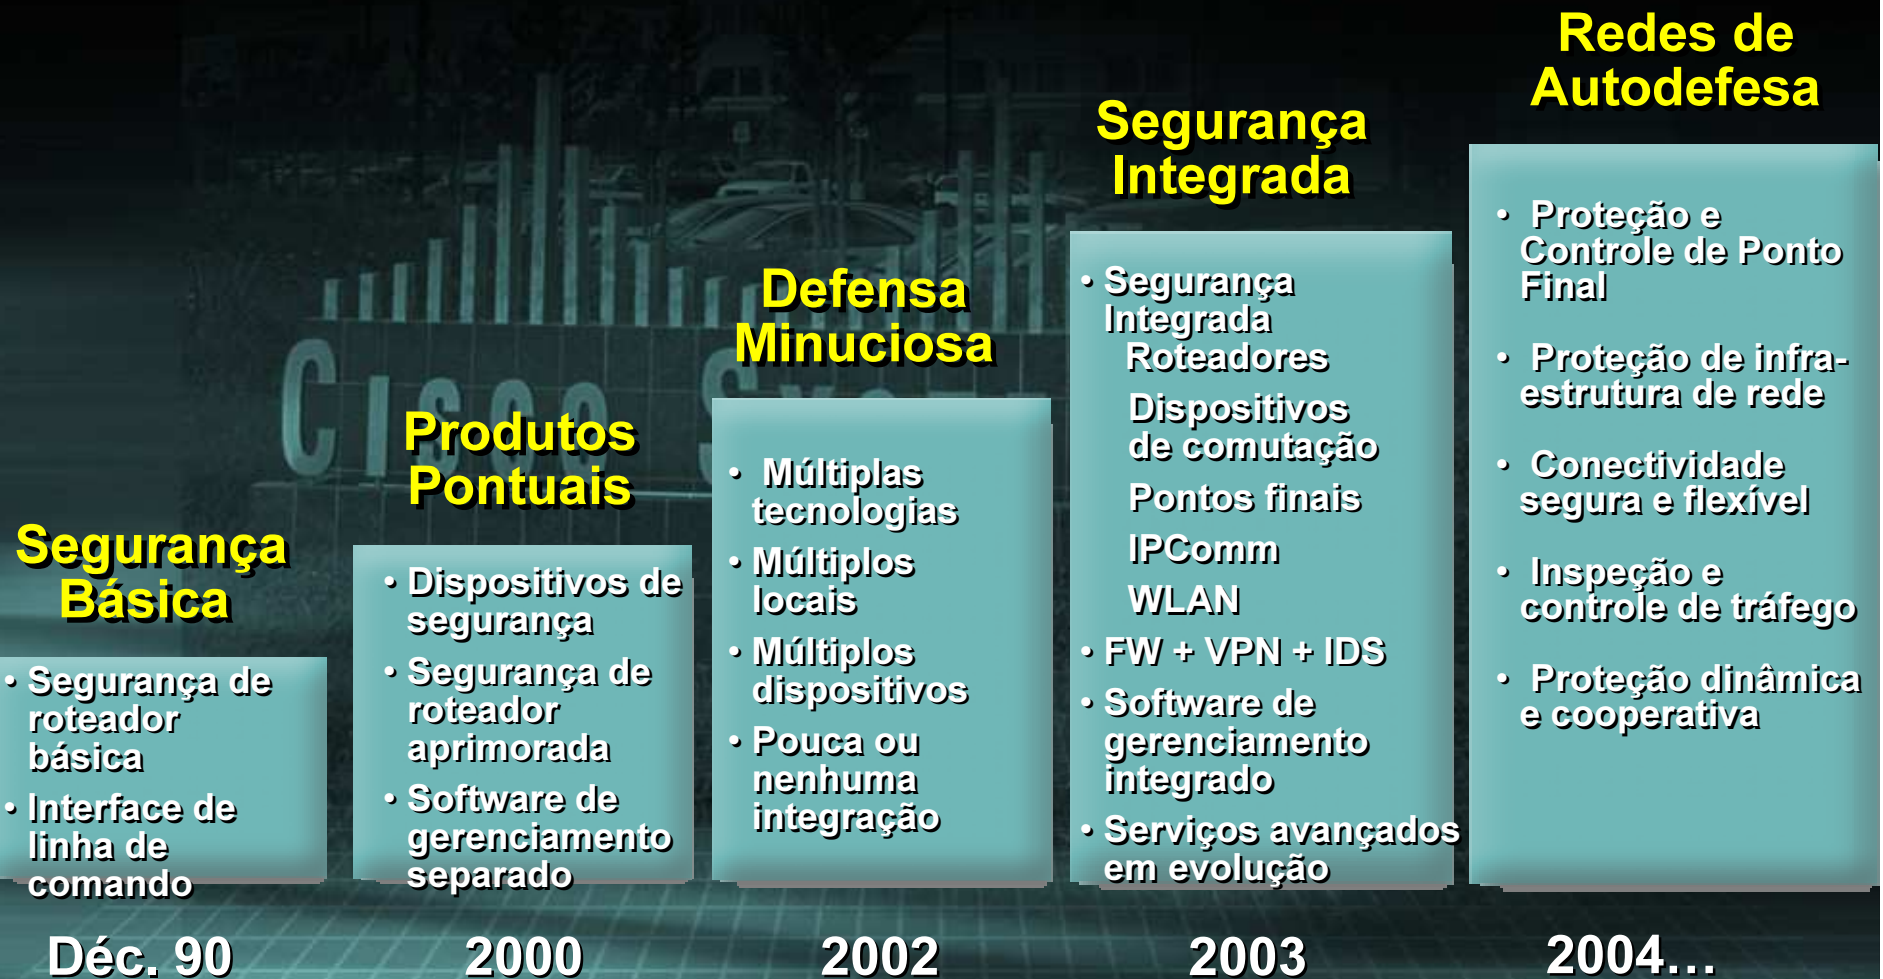 Segurança
Básica
• Segurança de
roteador
básica
• Interface de
linha de
comando
Déc. 90
Produtos
Pontuais
• Dispositivos de
segurança
• Segurança de
roteador
aprimorada
• Software de
gerenciamento
separado
2000
Defensa
Minuciosa
• Múltiplas
tecnologias
• Múltiplos
locais
• Múltiplos
dispositivos
• Pouca ou
nenhuma
integração
2002
Segurança
Integrada
• Segurança
Integrada
Roteadores
Dispositivos
de comutação
Pontos finais
IPComm
WLAN
• FW + VPN + IDS
• Software de
gerenciamento
integrado
• Serviços avançados
em evolução
2003
Redes de
Autodefesa
• Proteção e
Controle de Ponto
Final
• Proteção de infra-
estrutura de rede
• Conectividade
segura e flexível
• Inspeção e
controle de tráfego
• Proteção dinâmica
e cooperativa
2004...
Cisco